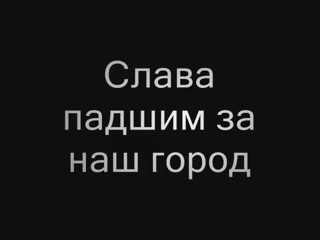 Слава
падшим за
наш город